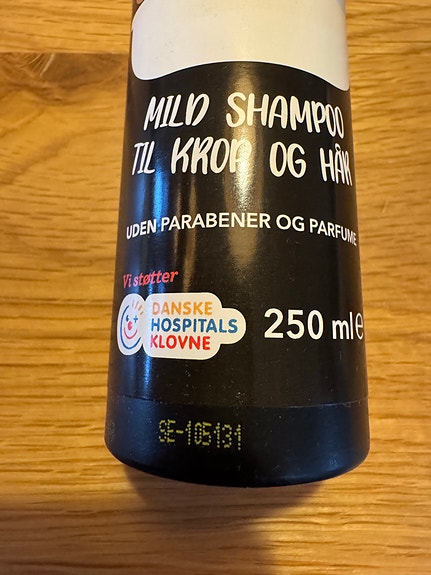 MILD SHAMPOO
TIL KROP OG HÅR
UDEN PARABENER OG PARFUME
Vi støtter
DANSKE
HOSPITALS
KLOVNE
250 ml℮
SE-105131